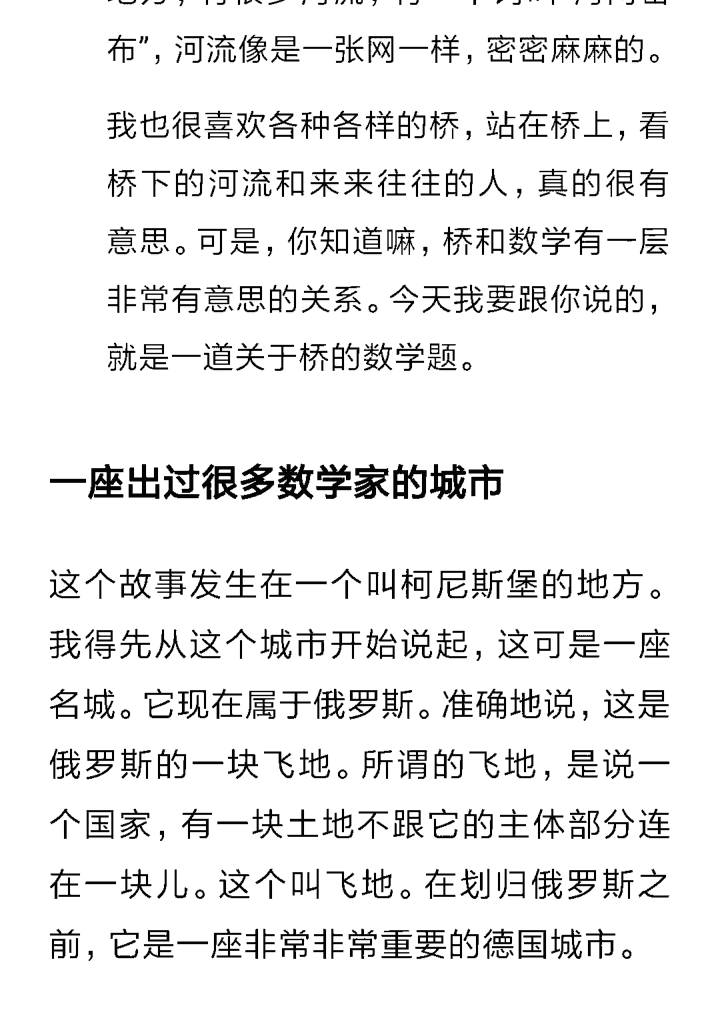 布”，河流像是一张网一样，密密麻麻的。
我也很喜欢各种各样的桥，站在桥上，看
桥下的河流和来来往往的人，真的很有
意思。可是，你知道嘛，桥和数学有一层
非常有意思的关系。今天我要跟你说的，
就是一道关于桥的数学题。
一座出过很多数学家的城市
这个故事发生在一个叫柯尼斯堡的地方。
我得先从这个城市开始说起，这可是一座
名城。它现在属于俄罗斯。准确地说，这是
俄罗斯的一块飞地。所谓的飞地，是说一
个国家，有一块土地不跟它的主体部分连
在一块儿。这个叫飞地。在划归俄罗斯之
前，它是一座非常非常重要的德国城市。